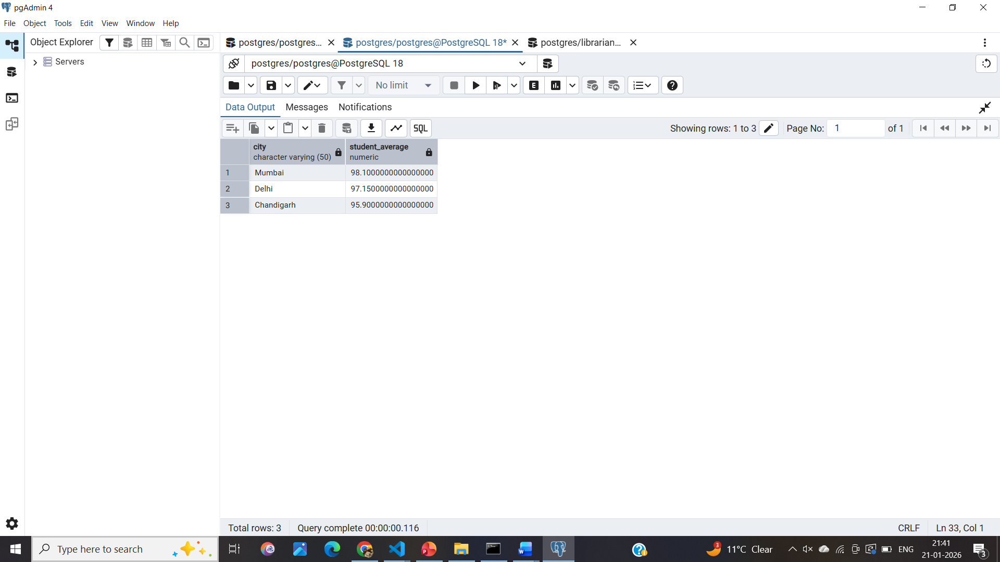 pgAdmin 4
File Object Tools Edit View Window Help
Object Explorer
postgres/postgres... postgres/postgres@PostgreSQL 18* postgres/librarian...
Servers
postgres/postgres@PostgreSQL 18
No limit
E
Data Output Messages Notifications
SQL
Showing rows: 1 to 3
Page No: 1 of 1
city
character varying (50)
student_average
numeric
1 Mumbai 98.1000000000000000
2 Delhi 97.1500000000000000
3 Chandigarh 95.9000000000000000
Total rows: 3 Query complete 00:00:00.116 CRLF Ln 33, Col 1
Type here to search
3
11°C Clear
ENG
21:41
21-01-2026
3